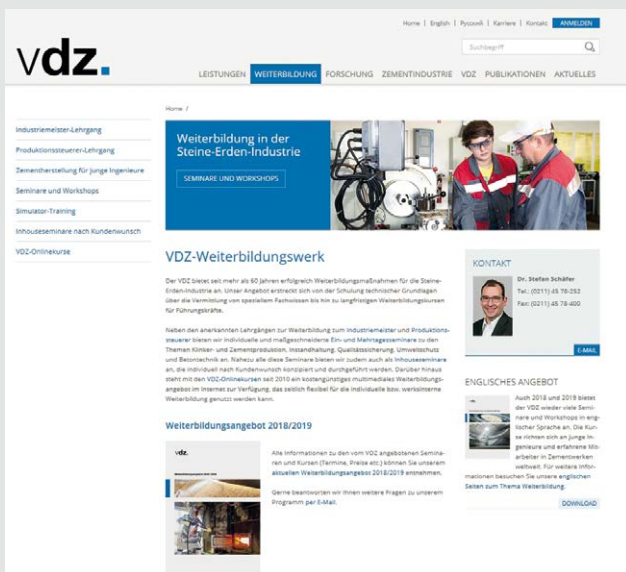 Home | English | Русский | Karriere | Kontakt ANMELDEN
Suchbegriff
vdz.
LEISTUNGEN WEITERBILDUNG FORSCHUNG ZEMENTINDUSTRIE VDZ PUBLIKATIONEN AKTUELLES
Home /
Industriemeister-Lehrgang
Produktionssteuerer-Lehrgang
Zementherstellung für junge Ingenieure
Seminare und Workshops
Simulator-Training
Inhouseseminare nach Kundenwunsch
VDZ-Onlinekurse
Weiterbildung in der
Steine-Erden-Industrie
SEMINARE UND WORKSHOPS
VDZ-Weiterbildungswerk
Der VDZ bietet seit mehr als 60 Jahren erfolgreich Weiterbildungsmaßnahmen für die Steine-
Erden-Industrie an. Unser Angebot erstreckt sich von der Schulung technischer Grundlagen
über die Vermittlung von speziellem Fachwissen bis hin zu langfristigen Weiterbildungskursen
für Führungskräfte.
Neben den anerkannten Lehrgängen zur Weiterbildung zum Industriemeister und Produktions-
steuerer bieten wir individuelle und maßgeschneiderte Ein- und Mehrtagesseminare zu den
Themen Klinker- und Zementproduktion, Instandhaltung, Qualitätssicherung, Umweltschutz
und Betontechnik an. Nahezu alle diese Seminare bieten wir zudem auch als Inhouseseminare
an, die individuell nach Kundenwunsch konzipiert und durchgeführt werden. Darüber hinaus
steht mit den VDZ-Onlinekursen seit 2010 ein kostengünstiges multimediales Weiterbildungs-
angebot im Internet zur Verfügung, das zeitlich flexibel für die individuelle bzw. werksinterne
Weiterbildung genutzt werden kann.
Weiterbildungsangebot 2018/2019
vdz.
Alle Informationen zu den vom VDZ angebotenen Semina-
ren und Kursen (Termine, Preise etc.) können Sie unserem
aktuellen Weiterbildungsangebot 2018/2019 entnehmen.
Gerne beantworten wir Ihnen weitere Fragen zu unserem
Programm per E-Mail.
KONTAKT
Dr. Stefan Schäfer
Tel.: (0211) 45 78-252
Fax: (0211) 45 78-400
E-MAIL
ENGLISCHES ANGEBOT
Auch 2018 und 2019 bietet
der VDZ wieder viele Semi-
nare und Workshops in eng-
lischer Sprache an. Die Kur-
se richten sich an junge In-
genieure und erfahrene Mit-
arbeiter in Zementwerken
weltweit. Für weitere Infor-
mationen besuchen Sie unsere englischen
Seiten zum Thema Weiterbildung.
DOWNLOAD